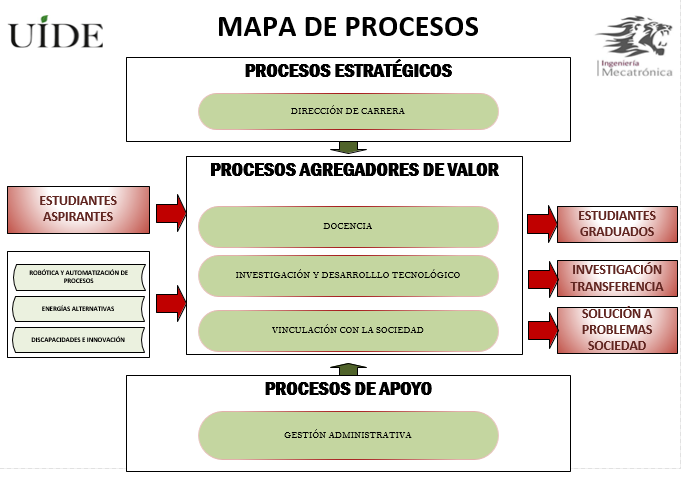 UIDE
MAPA DE PROCESOS
Ingeniería
Mecatrónica
PROCESOS ESTRATÉGICOS
DIRECCIÓN DE CARRERA
PROCESOS AGREGADORES DE VALOR
ESTUDIANTES
ASPIRANTES
DOCENCIA
ESTUDIANTES
GRADUADOS
ROBÓTICA Y AUTOMATIZACIÓN DE
PROCESOS
ENERGÍAS ALTERNATIVAS
DISCAPACIDADES E INNOVACIÓN
INVESTIGACIÓN Y DESARROLLLO TECNOLÓGICO
INVESTIGACIÓN
TRANSFERENCIA
VINCULACIÓN CON LA SOCIEDAD
SOLUCIÓN A
PROBLEMAS
SOCIEDAD
PROCESOS DE APOYO
GESTIÓN ADMINISTRATIVA